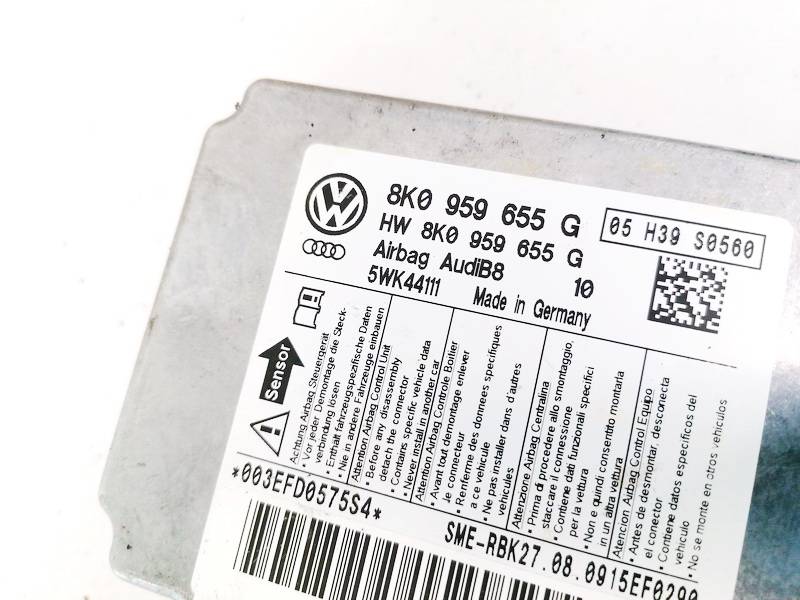 8K0 959 655 G
05 H39 S0560
HW 8K0 959 655 G
Airbag AudiB8 10
5WK44111 Made in Germany
Sensor
Achtung Airbag Steuergerät
• Vor jeder Demontage die Steck-
verbindung lösen
• Enthält fahrzeugspezifische Daten
• Nie in andere Fahrzeuge einbauen
Attention Airbag Control Unit
• Before any disassembly
detach the connector
• Contains specific vehicle data
• Never install in another car
Attention Airbag Controle Boitier
• Avant tout demontage enlever
le connecteur
• Renferme des donnees specifiques
a ce vehicule
• Ne pas installer dans d'autres
vehicules
Attenzione Airbag Centralina
• Prima di procedere allo smontaggio,
staccare il connessione
• Contiene dati funzionali specifici
per la vettura
• Non e quindi consentito montarla
in un altra vettura
Atencion Airbag Control Equipo
• Antes de desmontar, desconecta
el conector
• Contiene datos especificos del
vehiculo
• No se monte en otros vehiculos
*003EFD0575S4*
SME-RBK27.08.0915EF0290